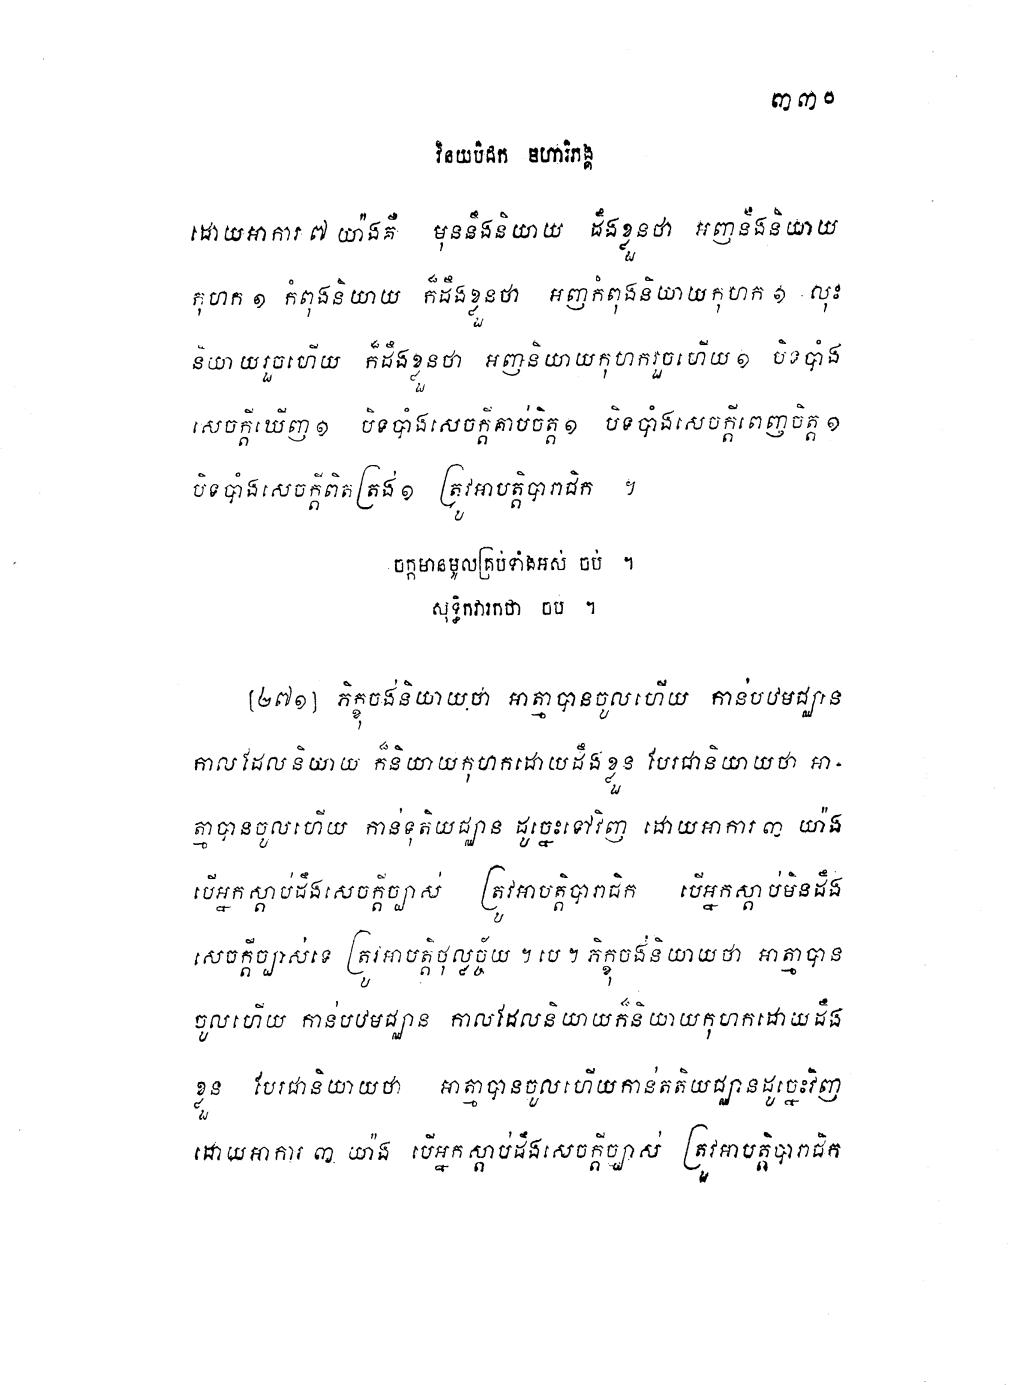 ៣៣០
វិនយបិដក មហាវិភង្គ
ដោយអាការ ៧ យ៉ាងគឺ មុននឹងនិយាយ ដឹងខ្លួនថា អញនឹងនិយាយ
កុហក ១ កំពុងនិយាយ ក៏ដឹងខ្លួនថា អញកំពុងនិយាយកុហក ១ លុះ
និយាយរួចហើយ ក៏ដឹងខ្លួនថា អញនិយាយកុហករួចហើយ ១ បិទបាំង
សេចក្តីឃើញ ១ បិទបាំងសេចក្តីគាប់ចិត្ត ១ បិទបាំងសេចក្តីពេញចិត្ត ១
បិទបាំងសេចក្តីពិតត្រង់ ១ ត្រូវអាបត្តិបារាជិក ។
ចក្កមានមូលគ្រប់ទាំងអស់ ចប់ ។
សុទ្ធិកវារកថា ចប់ ។
[២៧១] ភិក្ខុចង់និយាយថា អាត្មាបានចូលហើយ កាន់បឋមជ្ឈាន
កាលដែលនិយាយ ក៏និយាយកុហកដោយដឹងខ្លួន បែរជានិយាយថា អា-
ត្មាបានចូលហើយ កាន់ទុតិយជ្ឈាន ដូច្នេះទៅវិញ ដោយអាការ ៣ យ៉ាង
បើអ្នកស្តាប់ដឹងសេចក្តីច្បាស់ ត្រូវអាបត្តិបារាជិក បើអ្នកស្តាប់មិនដឹង
សេចក្តីច្បាស់ទេ ត្រូវអាបត្តិថុល្លច្ច័យ ។ បេ ។ ភិក្ខុចង់និយាយថា អាត្មាបាន
ចូលហើយ កាន់បឋមជ្ឈាន កាលដែលនិយាយក៏និយាយកុហកដោយដឹង
ខ្លួន បែរជានិយាយថា អាត្មាបានចូលហើយកាន់តតិយជ្ឈានដូច្នេះវិញ
ដោយអាការ ៣ យ៉ាង បើអ្នកស្តាប់ដឹងសេចក្តីច្បាស់ ត្រូវអាបត្តិបារាជិក